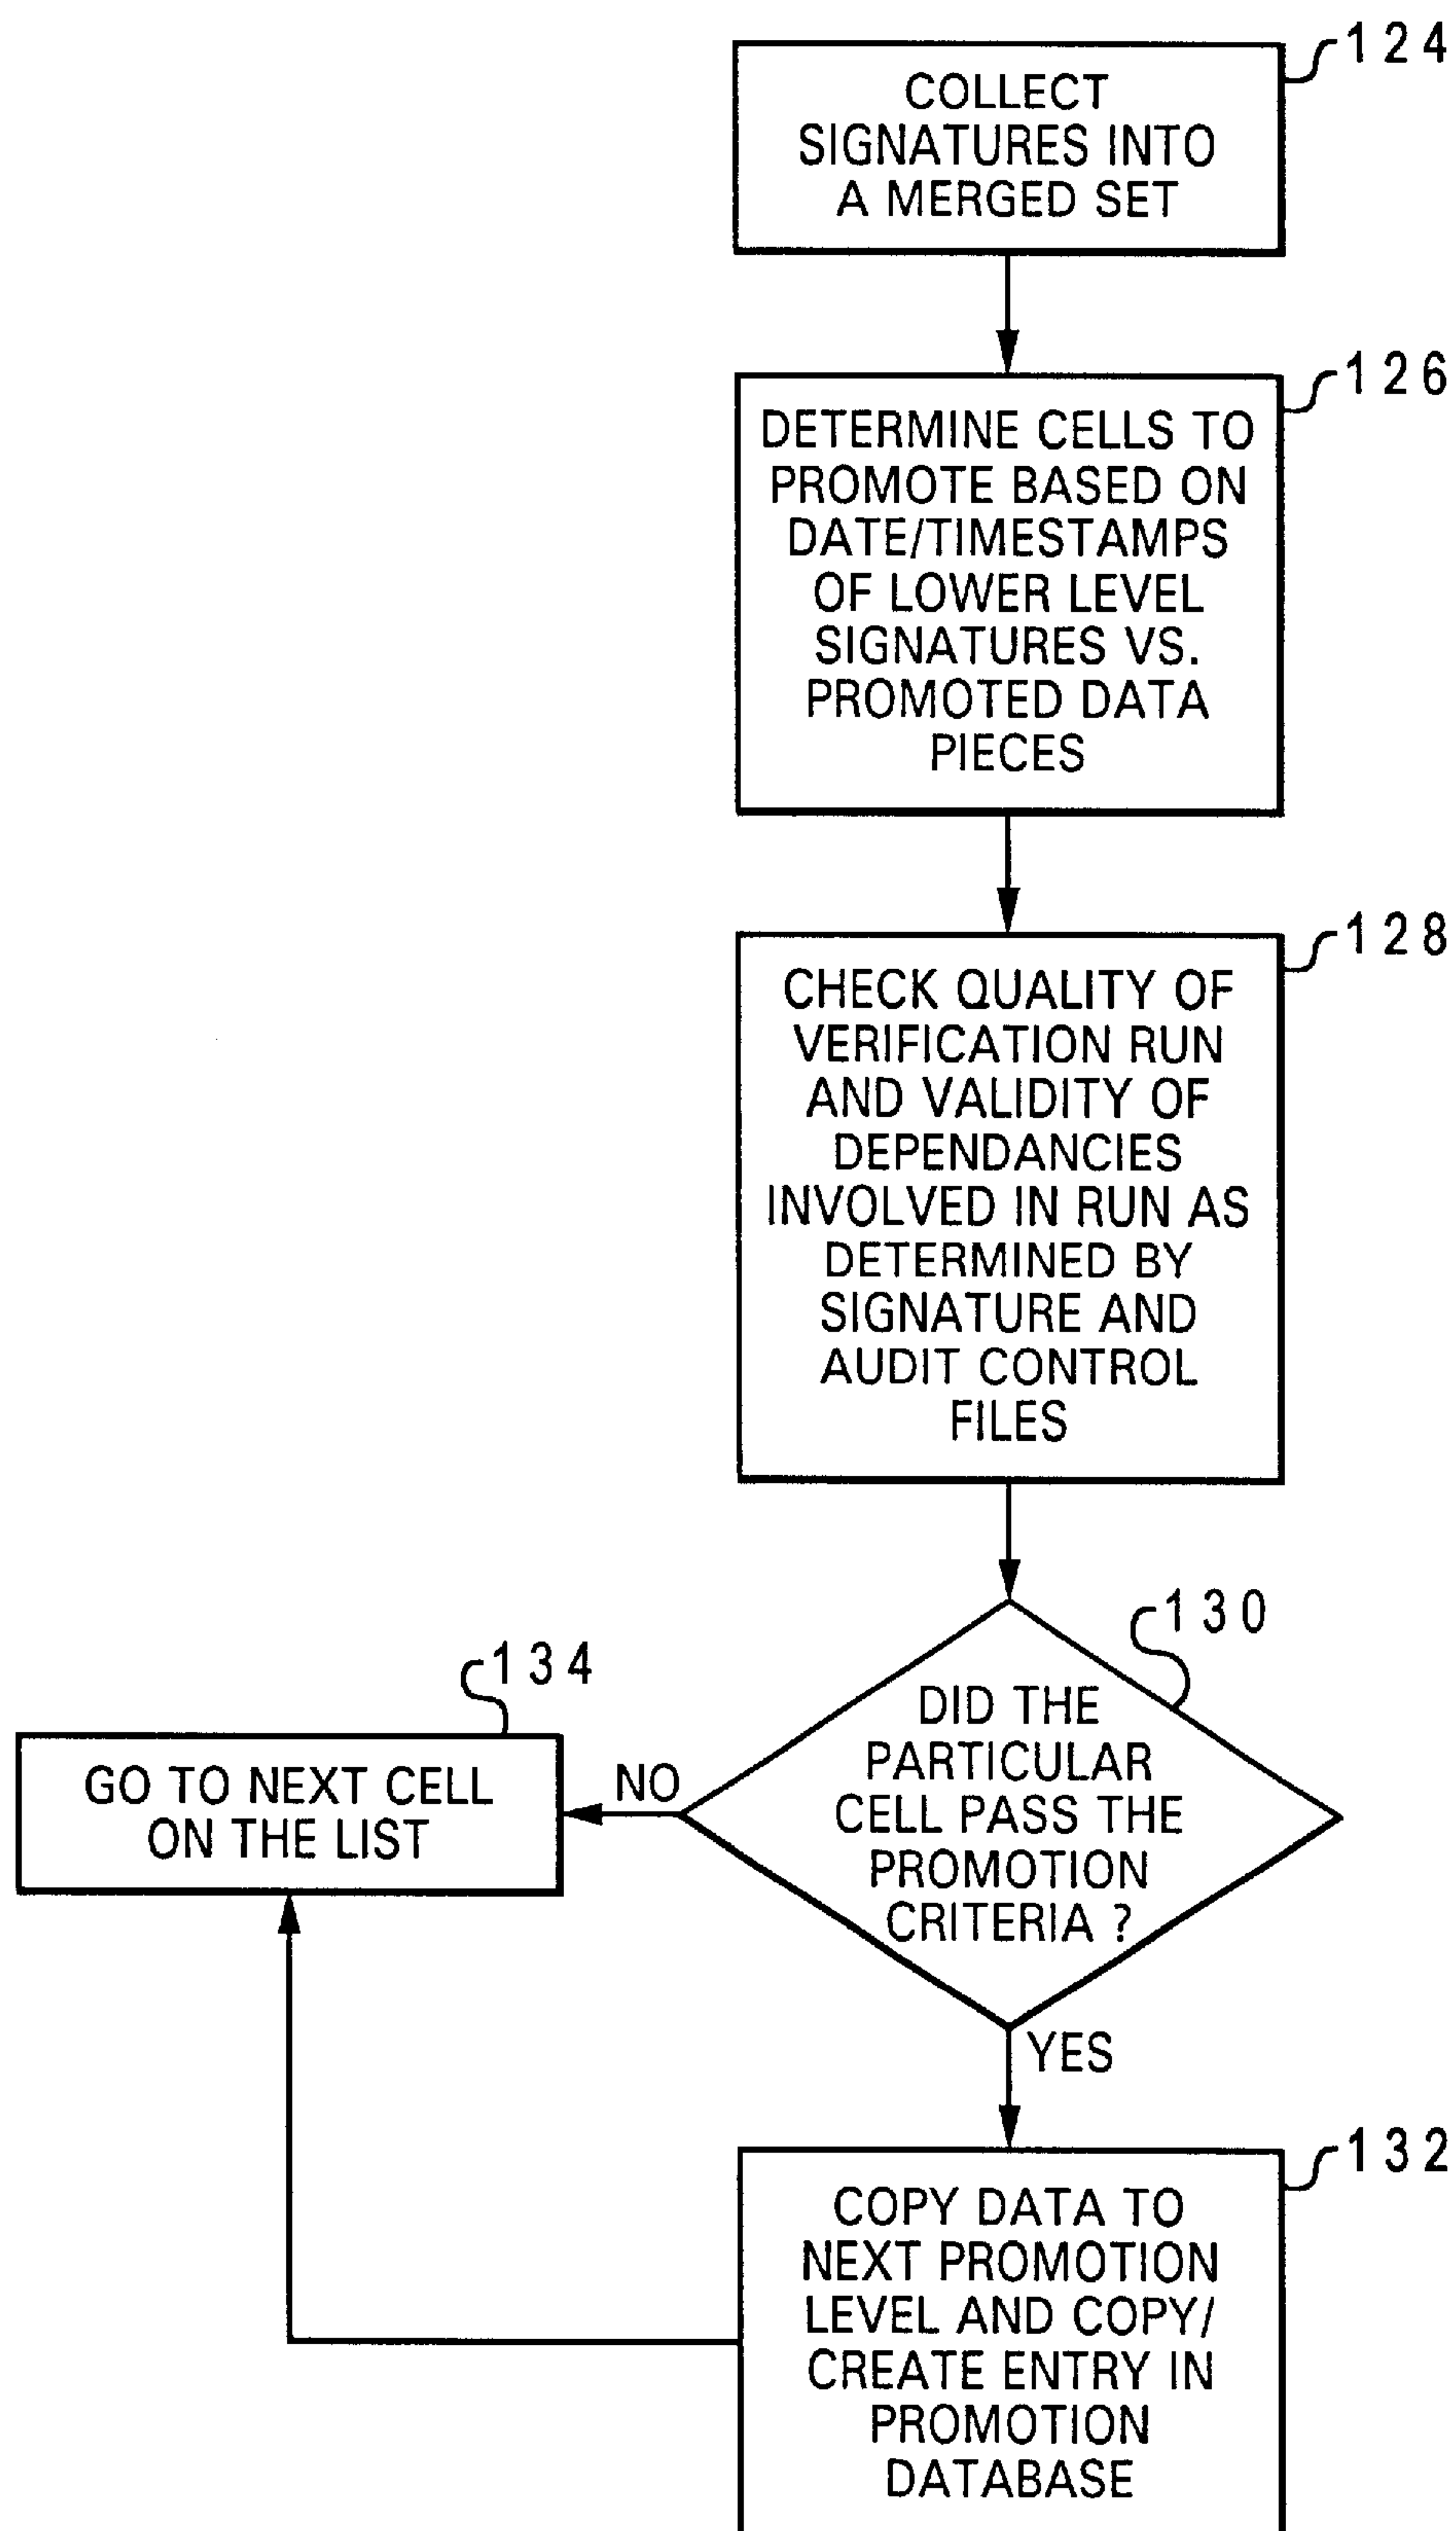 124
COLLECT
SIGNATURES INTO
A MERGED SET
126
DETERMINE CELLS TO
PROMOTE BASED ON
DATE/TIMESTAMPS
OF LOWER LEVEL
SIGNATURES VS.
PROMOTED DATA
PIECES
128
CHECK QUALITY OF
VERIFICATION RUN
AND VALIDITY OF
DEPENDANCIES
INVOLVED IN RUN AS
DETERMINED BY
SIGNATURE AND
AUDIT CONTROL
FILES
130
DID THE
PARTICULAR
CELL PASS THE
PROMOTION
CRITERIA ?
NO
134
GO TO NEXT CELL
ON THE LIST
YES
132
COPY DATA TO
NEXT PROMOTION
LEVEL AND COPY/
CREATE ENTRY IN
PROMOTION
DATABASE